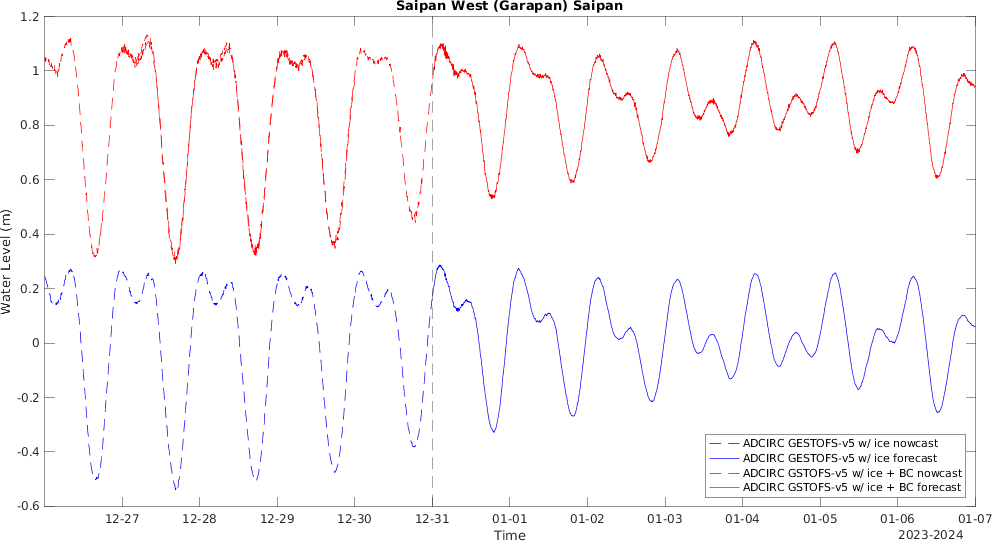 Saipan West (Garapan) Saipan
1.2
1
0.8
0.6
0.4
0.2
0
-0.2
-0.4
-0.6
Water Level (m)
ADCIRC GESTOFS-v5 w/ ice nowcast
ADCIRC GESTOFS-v5 w/ ice forecast
ADCIRC GSTOFS-v5 w/ ice + BC nowcast
ADCIRC GSTOFS-v5 w/ ice + BC forecast
12-27 12-28 12-29 12-30 12-31 01-01 01-02 01-03 01-04 01-05 01-06 01-07
Time
2023-2024